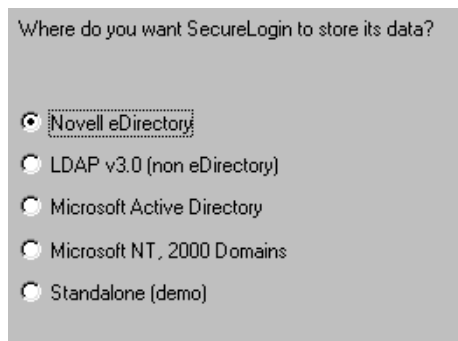 Where do you want SecureLogin to store its data?
Novell eDirectory
LDAP v3.0 (non eDirectory)
Microsoft Active Directory
Microsoft NT, 2000 Domains
Standalone (demo)